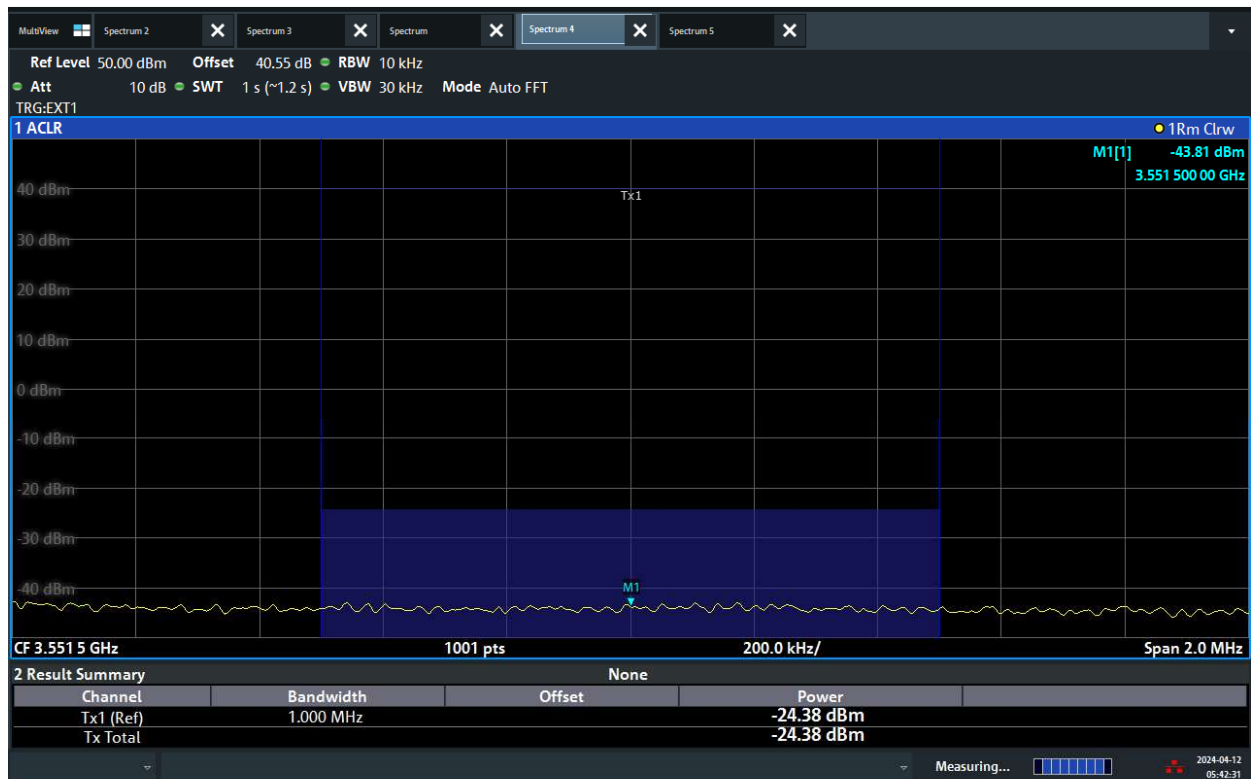 MultiView Spectrum 2 Spectrum 3 Spectrum Spectrum 4 Spectrum 5
Ref Level 50.00 dBm Offset 40.55 dB RBW 10 kHz
Att 10 dB SWT 1 s (~1.2 s) VBW 30 kHz Mode Auto FFT
TRG:EXT1
1 ACLR 1Rm Clrw
M1[1] -43.81 dBm
3.551 500 00 GHz
40 dBm
Tx1
30 dBm
20 dBm
10 dBm
0 dBm
-10 dBm
-20 dBm
-30 dBm
-40 dBm
M1
CF 3.551 5 GHz 1001 pts 200.0 kHz/ Span 2.0 MHz
2 Result Summary None
Channel Bandwidth Offset Power
Tx1 (Ref) 1.000 MHz -24.38 dBm
Tx Total -24.38 dBm
Measuring... 2024-04-12
05:42:31